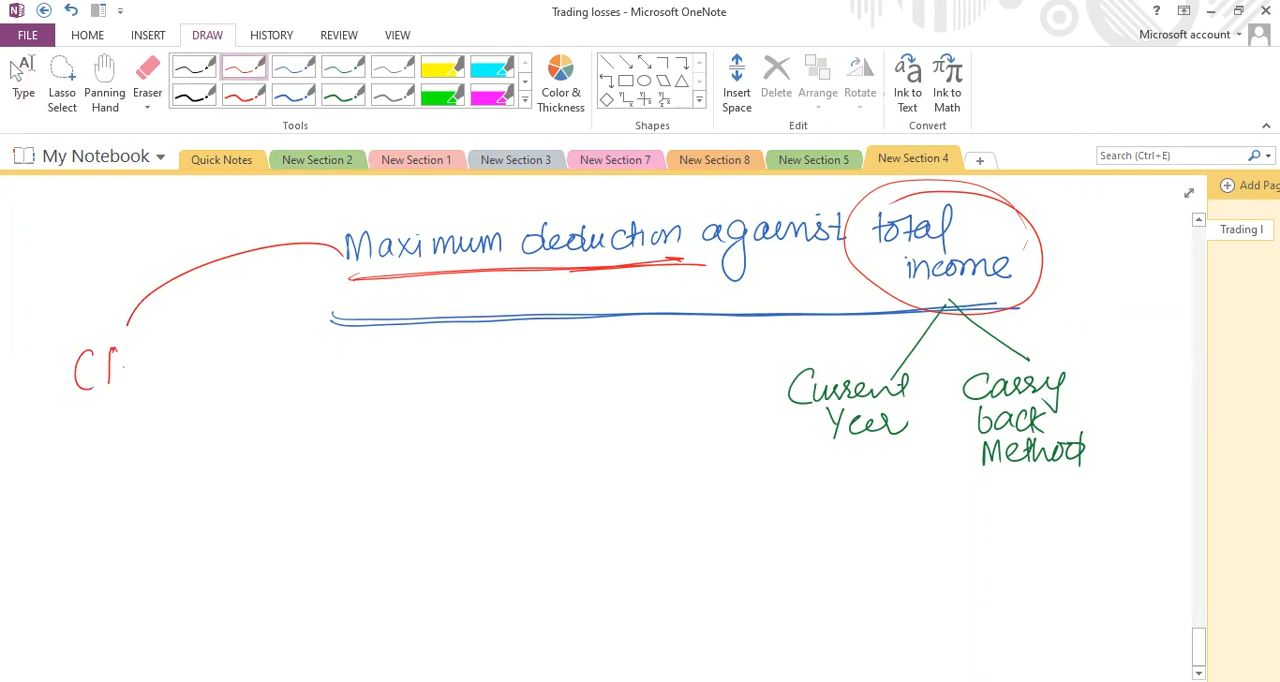 Trading losses - Microsoft OneNote
?
FILE
HOME
INSERT
DRAW
HISTORY
REVIEW
VIEW
Microsoft account
Type
Lasso
Select
Panning
Hand
Eraser
Color &
Thickness
Insert
Space
Delete
Arrange
Rotate
Ink to
Text
Ink to
Math
Tools
Shapes
Edit
Convert
My Notebook
Quick Notes
New Section 2
New Section 1
New Section 3
New Section 7
New Section 8
New Section 5
New Section 4
Search (Ctrl+E)
Add Pag
Trading l
Maximum deduction against total
income
Current
Year
Carry
back
Method